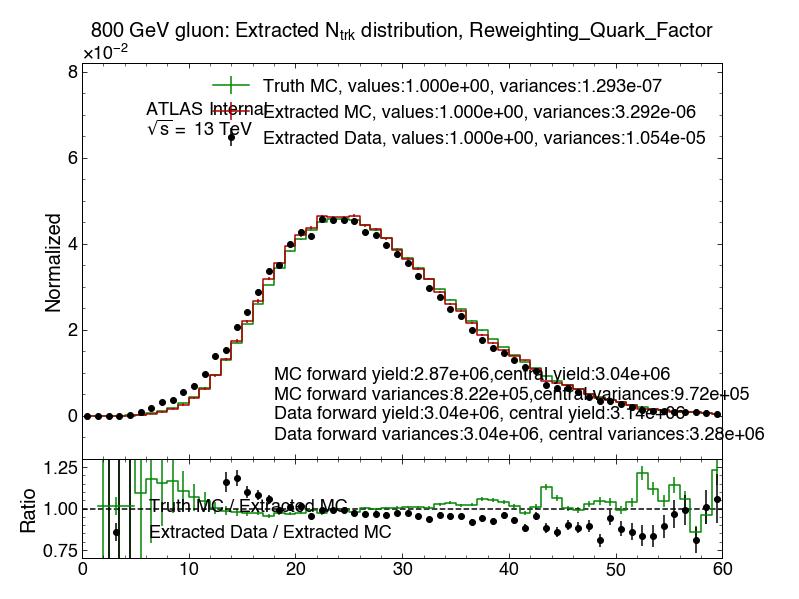 800 GeV gluon: Extracted Ntrk distribution, Reweighting_Quark_Factor
×10−2
8
6
4
2
0
Normalized
Truth MC, values:1.000e+00, variances:1.293e-07
ATLAS Internal
Extracted MC, values:1.000e+00, variances:3.292e-06
√s = 13 TeV
Extracted Data, values:1.000e+00, variances:1.054e-05
MC forward yield:2.87e+06,central yield:3.04e+06
MC forward variances:8.22e+05,central variances:9.72e+05
Data forward yield:3.04e+06, central yield:3.14e+06
Data forward variances:3.04e+06, central variances:3.28e+06
1.25
1.00
0.75
Ratio
Truth MC / Extracted MC
Extracted Data / Extracted MC
0 10 20 30 40 50 60